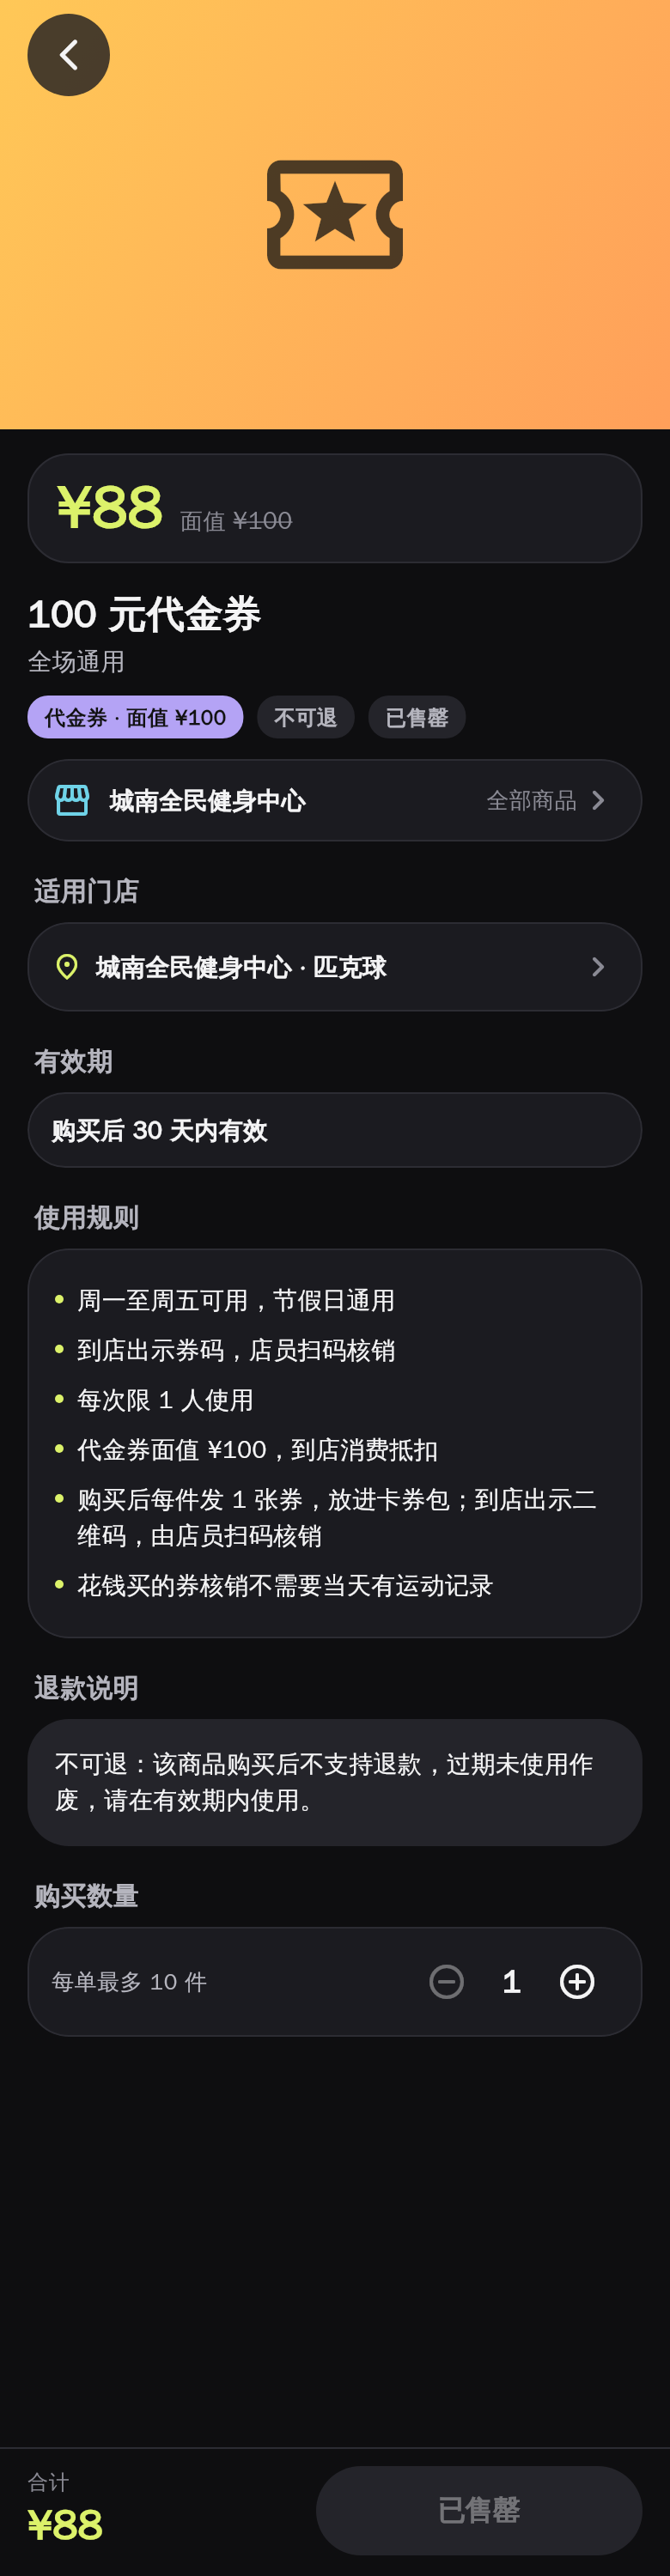 ¥88 面值 ¥100
100 元代金券
全场通用
代金券 · 面值 ¥100 不可退 已售罄
城南全民健身中心 全部商品
适用门店
城南全民健身中心 · 匹克球
有效期
购买后 30 天内有效
使用规则
周一至周五可用，节假日通用
到店出示券码，店员扫码核销
每次限 1 人使用
代金券面值 ¥100，到店消费抵扣
购买后每件发 1 张券，放进卡券包；到店出示二
维码，由店员扫码核销
花钱买的券核销不需要当天有运动记录
退款说明
不可退：该商品购买后不支持退款，过期未使用作
废，请在有效期内使用。
购买数量
每单最多 10 件 1
合计
¥88
已售罄